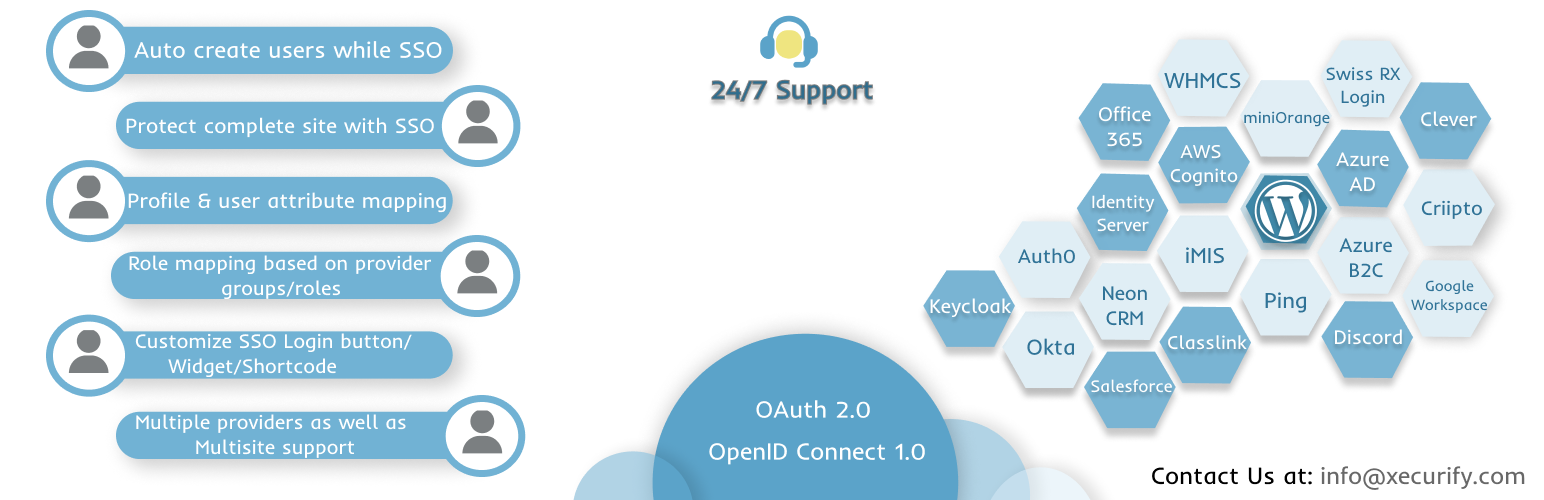 Auto create users while SSO
Protect complete site with SSO
Profile & user attribute mapping
Role mapping based on provider
groups/roles
Customize SSO Login button/
Widget/Shortcode
Multiple providers as well as
Multisite support
24/7 Support
OAuth 2.0
OpenID Connect 1.0
WHMCS
Swiss RX
Login
Office
365
miniOrange
Clever
AWS
Cognito
Azure
AD
Identity
Server
W
Criipto
Auth0
iMIS
Azure
B2C
Keycloak
Neon
CRM
Ping
Google
Workspace
Okta
Classlink
Discord
Salesforce
Contact Us at: info@xecurify.com